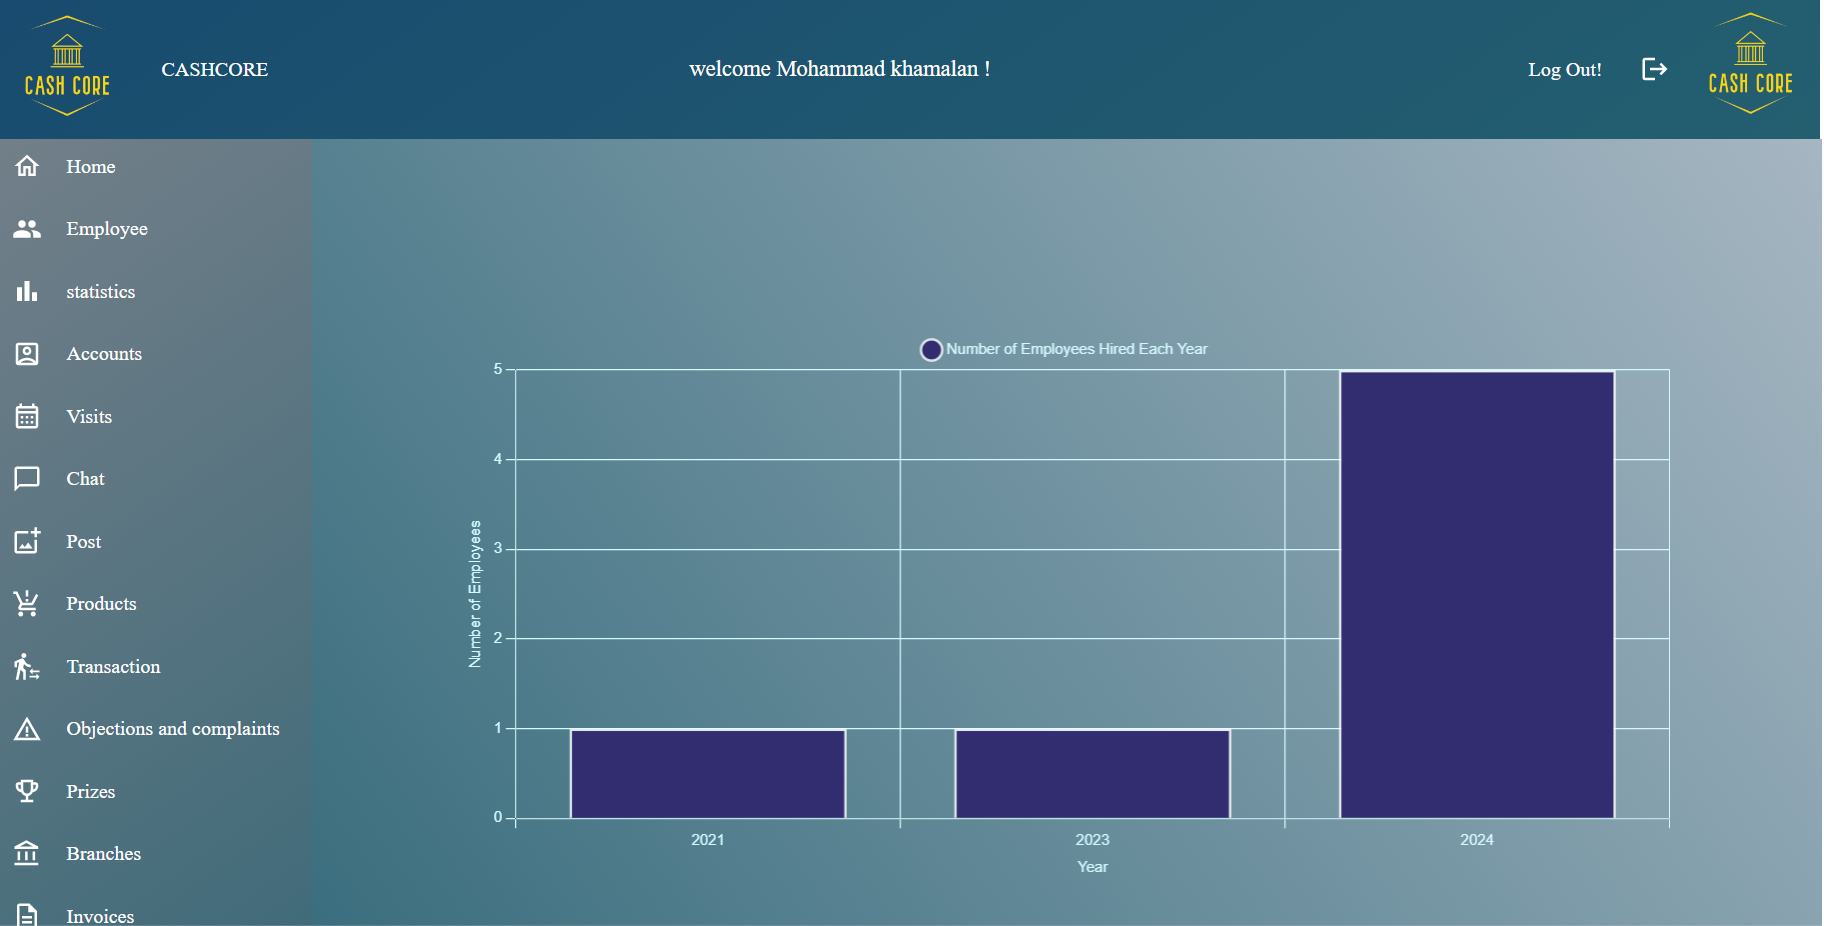 CASH CORE
CASHCORE
welcome Mohammad khamalan !
Log Out!
CASH CORE
Home
Employee
statistics
Accounts
Visits
Chat
Post
Products
Transaction
Objections and complaints
Prizes
Branches
Invoices
Number of Employees Hired Each Year
Number of Employees
5
4
3
2
1
0
2021
2023
2024
Year